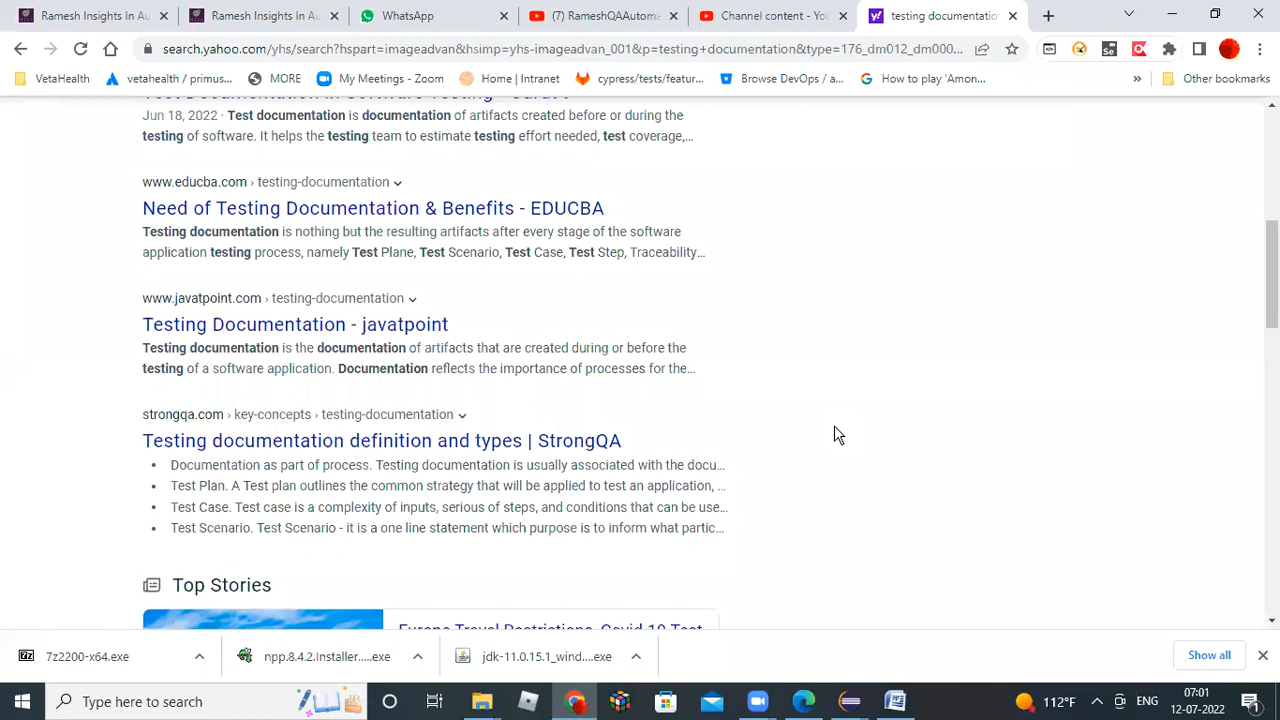 Ramesh Insights In Au
Ramesh Insights In Au
WhatsApp
(7) RameshQAAutoma
Channel content - Yo
testing documentatio
search.yahoo.com/yhs/search?hspart=imageadvan&hsimp=yhs-imageadvan_001&p=testing+documentation&type=176_dm012_dm000...
VetaHealth
vetahealth / primus...
MORE
My Meetings - Zoom
Home | Intranet
cypress/tests/featur...
Browse DevOps / a...
How to play 'Amon...
»
Other bookmarks
Jun 18, 2022 · Test documentation is documentation of artifacts created before or during the
testing of software. It helps the testing team to estimate testing effort needed, test coverage,...
www.educba.com › testing-documentation
Need of Testing Documentation & Benefits - EDUCBA
Testing documentation is nothing but the resulting artifacts after every stage of the software
application testing process, namely Test Plane, Test Scenario, Test Case, Test Step, Traceability...
www.javatpoint.com › testing-documentation
Testing Documentation - javatpoint
Testing documentation is the documentation of artifacts that are created during or before the
testing of a software application. Documentation reflects the importance of processes for the...
strongqa.com › key-concepts › testing-documentation
Testing documentation definition and types | StrongQA
• Documentation as part of process. Testing documentation is usually associated with the docu...
• Test Plan. A Test plan outlines the common strategy that will be applied to test an application, ...
• Test Case. Test case is a complexity of inputs, serious of steps, and conditions that can be use...
• Test Scenario. Test Scenario - it is a one line statement which purpose is to inform what partic...
Top Stories
Europe Travel Restrictions, Covid 19 Test
7z2200-x64.exe
npp.8.4.2.Installer.....exe
jdk-11.0.15.1_wind....exe
Show all
Type here to search
112°F
ENG
07:01
12-07-2022
1